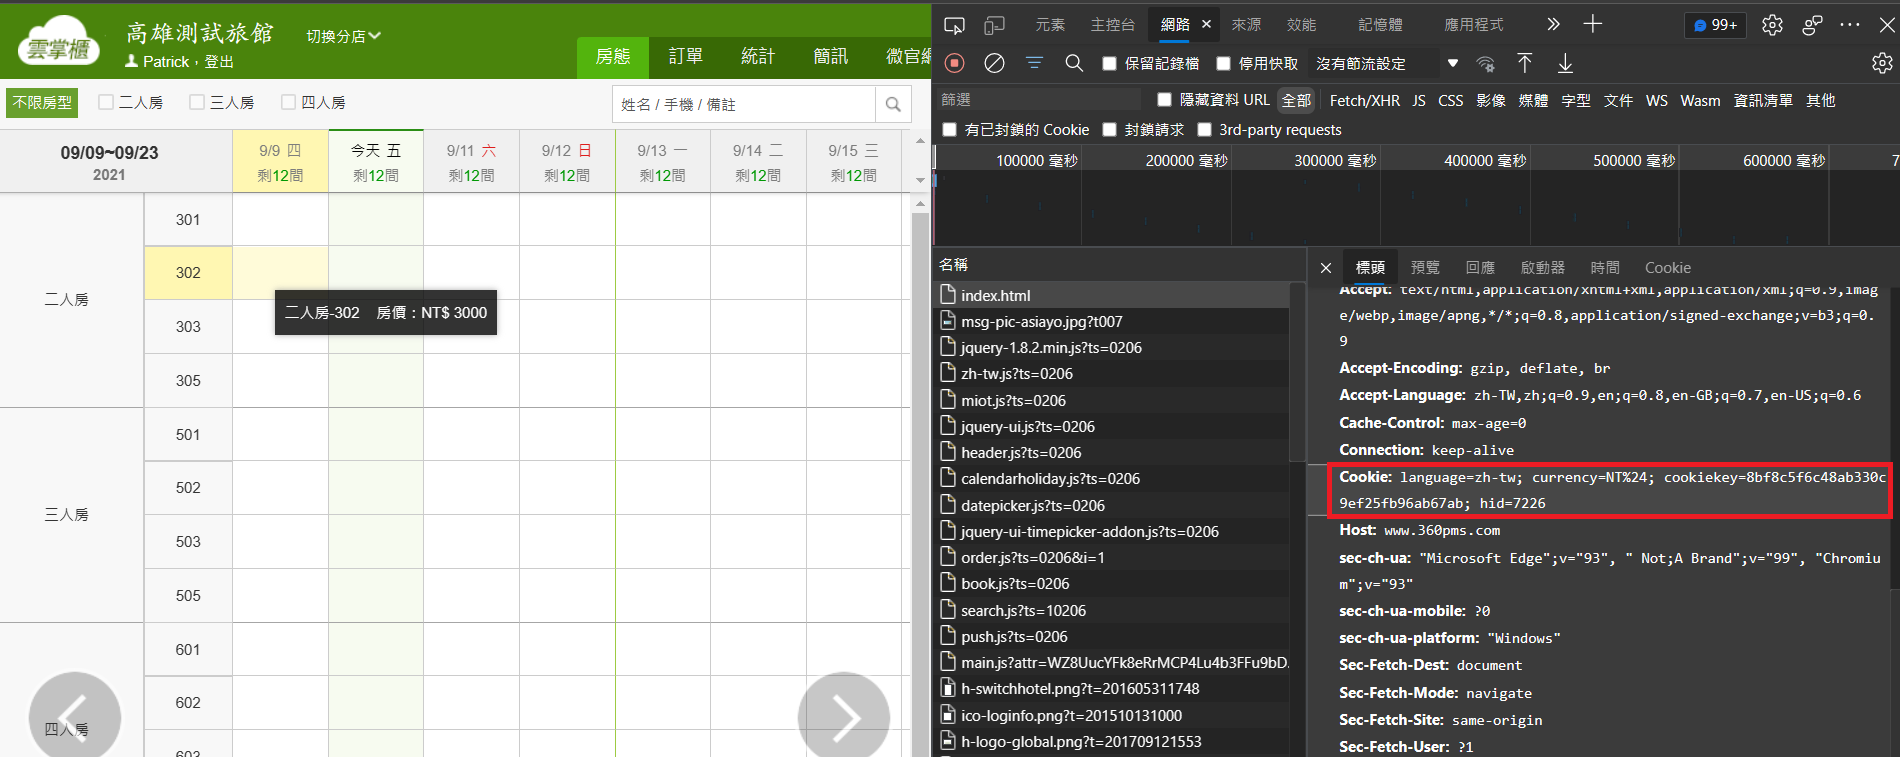 雲掌櫃
高雄測試旅館
切換分店
Patrick，登出
房態 訂單 統計 簡訊 微官網
不限房型 二人房 三人房 四人房
姓名 / 手機 / 備註
09/09~09/23
2021
9/9 四 今天 五 9/11 六 9/12 日 9/13 一 9/14 二 9/15 三
剩12間 剩12間 剩12間 剩12間 剩12間 剩12間 剩12間
二人房
301
302
303
305
二人房-302 房價：NT$ 3000
三人房
501
502
503
505
四人房
601
602
603
元素 主控台 網路 來源 效能 記憶體 應用程式
99+
保留記錄檔 停用快取 沒有節流設定
篩選 隱藏資料 URL 全部 Fetch/XHR JS CSS 影像 媒體 字型 文件 WS Wasm 資訊清單 其他
有已封鎖的 Cookie 封鎖請求 3rd-party requests
100000 毫秒 200000 毫秒 300000 毫秒 400000 毫秒 500000 毫秒 600000 毫秒 7
名稱
index.html
msg-pic-asiayo.jpg?t007
jquery-1.8.2.min.js?ts=0206
zh-tw.js?ts=0206
miot.js?ts=0206
jquery-ui.js?ts=0206
header.js?ts=0206
calendarholiday.js?ts=0206
datepicker.js?ts=0206
jquery-ui-timepicker-addon.js?ts=0206
order.js?ts=0206&i=1
book.js?ts=0206
search.js?ts=10206
push.js?ts=0206
main.js?attr=WZ8UucYFk8eRrMCP4Lu4b3FFu9bD.
h-switchhotel.png?t=201605311748
ico-loginfo.png?t=201510131000
h-logo-global.png?t=201709121553
標頭 預覽 回應 啟動器 時間 Cookie
Accept: text/html,application/xhtml+xml,application/xml;q=0.9,imag
e/webp,image/apng,*/*;q=0.8,application/signed-exchange;v=b3;q=0.
9
Accept-Encoding: gzip, deflate, br
Accept-Language: zh-TW,zh;q=0.9,en;q=0.8,en-GB;q=0.7,en-US;q=0.6
Cache-Control: max-age=0
Connection: keep-alive
Cookie: language=zh-tw; currency=NT%24; cookiekey=8bf8c5f6c48ab330c
9ef25fb96ab67ab; hid=7226
Host: www.360pms.com
sec-ch-ua: "Microsoft Edge";v="93", " Not;A Brand";v="99", "Chromiu
m";v="93"
sec-ch-ua-mobile: ?0
sec-ch-ua-platform: "Windows"
Sec-Fetch-Dest: document
Sec-Fetch-Mode: navigate
Sec-Fetch-Site: same-origin
Sec-Fetch-User: ?1